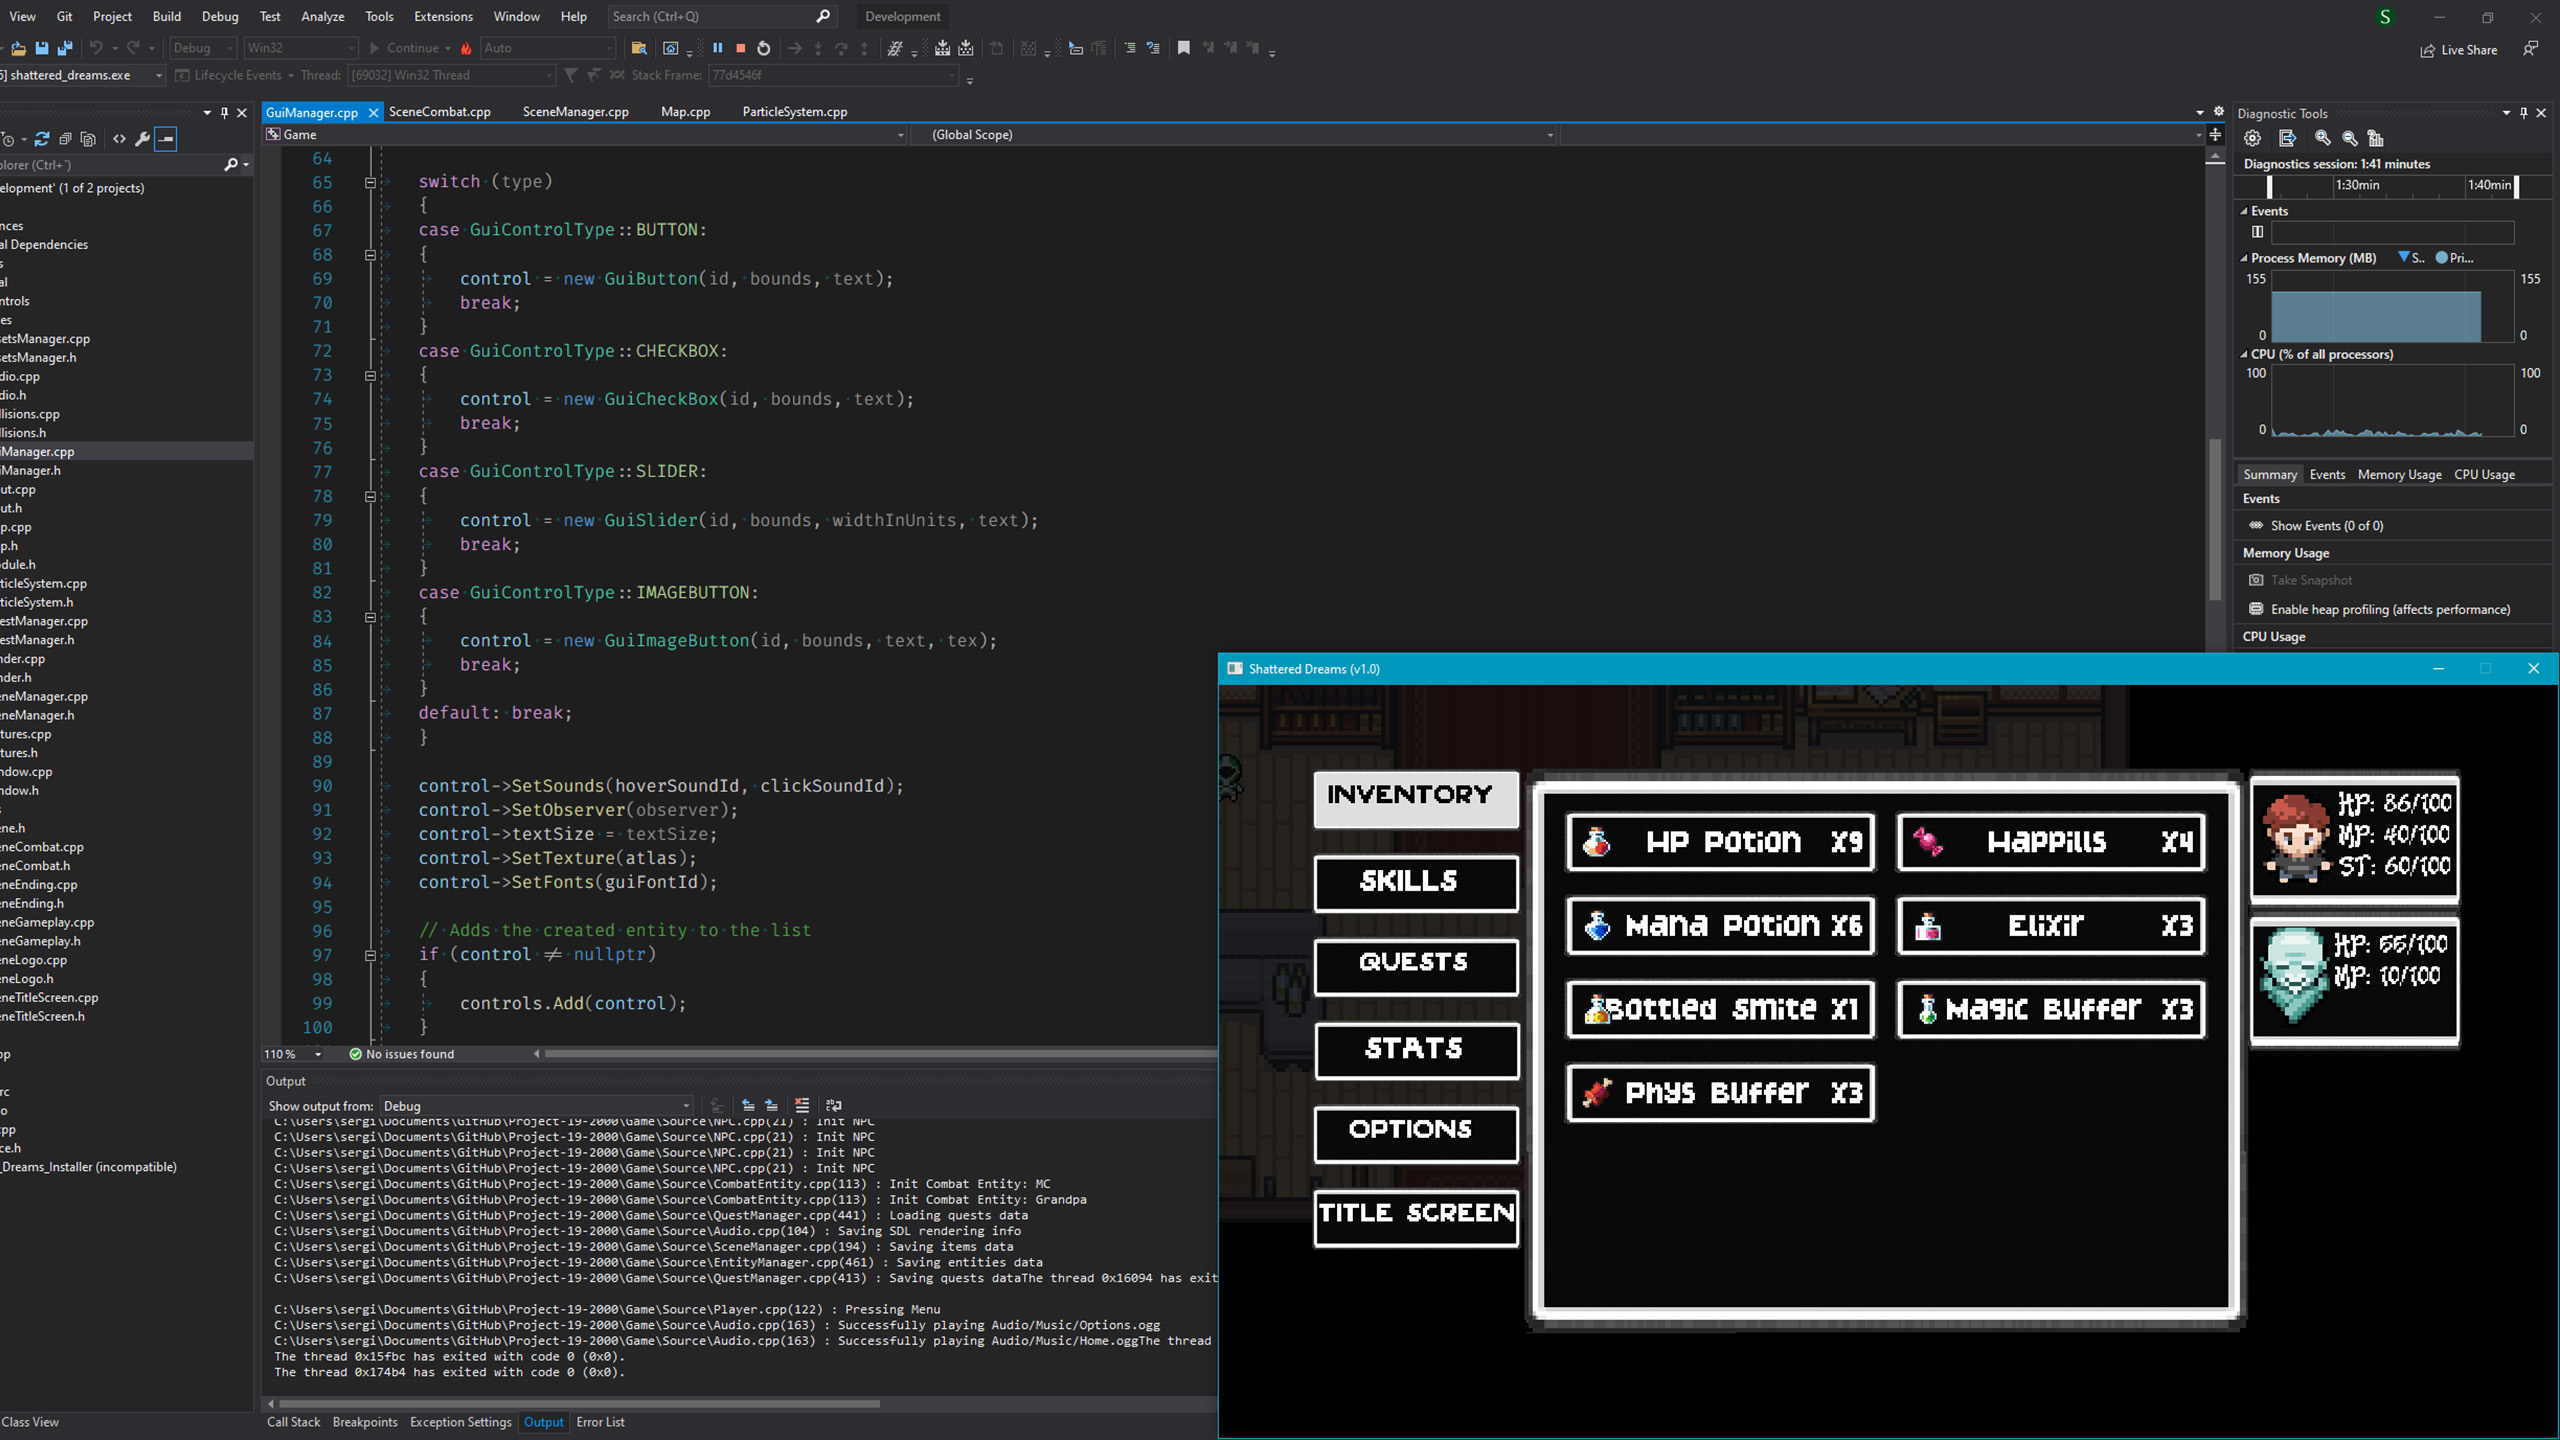 View Git Project Build Debug Test Analyze Tools Extensions Window Help Search (Ctrl+Q) Development S
Debug Win32 Continue Auto Live Share
] shattered_dreams.exe Lifecycle Events Thread: [69032] Win32 Thread Stack Frame: 77d4546f
GuiManager.cpp SceneCombat.cpp SceneManager.cpp Map.cpp ParticleSystem.cpp
Game (Global Scope)
plorer (Ctrl+¨)
elopment' (1 of 2 projects)
nces
al Dependencies
s
al
ntrols
es
setsManager.cpp
setsManager.h
dio.cpp
dio.h
llisions.cpp
llisions.h
iManager.cpp
iManager.h
ut.cpp
ut.h
p.cpp
p.h
odule.h
ticleSystem.cpp
ticleSystem.h
estManager.cpp
estManager.h
nder.cpp
nder.h
eneManager.cpp
eneManager.h
tures.cpp
tures.h
ndow.cpp
ndow.h
s
ene.h
eneCombat.cpp
eneCombat.h
eneEnding.cpp
eneEnding.h
eneGameplay.cpp
eneGameplay.h
eneLogo.cpp
eneLogo.h
eneTitleScreen.cpp
eneTitleScreen.h
pp
rc
o
cpp
ce.h
_Dreams_Installer (incompatible)
Class View
64
65 switch (type)
66 {
67 case GuiControlType::BUTTON:
68 {
69 control = new GuiButton(id, bounds, text);
70 break;
71 }
72 case GuiControlType::CHECKBOX:
73 {
74 control = new GuiCheckBox(id, bounds, text);
75 break;
76 }
77 case GuiControlType::SLIDER:
78 {
79 control = new GuiSlider(id, bounds, widthInUnits, text);
80 break;
81 }
82 case GuiControlType::IMAGEBUTTON:
83 {
84 control = new GuiImageButton(id, bounds, text, tex);
85 break;
86 }
87 default: break;
88 }
89
90 control->SetSounds(hoverSoundId, clickSoundId);
91 control->SetObserver(observer);
92 control->textSize = textSize;
93 control->SetTexture(atlas);
94 control->SetFonts(guiFontId);
95
96 // Adds the created entity to the list
97 if (control ≠ nullptr)
98 {
99 controls.Add(control);
100 }
110 % No issues found
Output
Show output from: Debug
C:\Users\sergi\Documents\GitHub\Project-19-2000\Game\Source\NPC.cpp(21) : Init NPC
C:\Users\sergi\Documents\GitHub\Project-19-2000\Game\Source\NPC.cpp(21) : Init NPC
C:\Users\sergi\Documents\GitHub\Project-19-2000\Game\Source\NPC.cpp(21) : Init NPC
C:\Users\sergi\Documents\GitHub\Project-19-2000\Game\Source\NPC.cpp(21) : Init NPC
C:\Users\sergi\Documents\GitHub\Project-19-2000\Game\Source\CombatEntity.cpp(113) : Init Combat Entity: MC
C:\Users\sergi\Documents\GitHub\Project-19-2000\Game\Source\CombatEntity.cpp(113) : Init Combat Entity: Grandpa
C:\Users\sergi\Documents\GitHub\Project-19-2000\Game\Source\QuestManager.cpp(441) : Loading quests data
C:\Users\sergi\Documents\GitHub\Project-19-2000\Game\Source\Audio.cpp(104) : Saving SDL rendering info
C:\Users\sergi\Documents\GitHub\Project-19-2000\Game\Source\SceneManager.cpp(194) : Saving items data
C:\Users\sergi\Documents\GitHub\Project-19-2000\Game\Source\EntityManager.cpp(461) : Saving entities data
C:\Users\sergi\Documents\GitHub\Project-19-2000\Game\Source\QuestManager.cpp(413) : Saving quests dataThe thread 0x16094 has exit
C:\Users\sergi\Documents\GitHub\Project-19-2000\Game\Source\Player.cpp(122) : Pressing Menu
C:\Users\sergi\Documents\GitHub\Project-19-2000\Game\Source\Audio.cpp(163) : Successfully playing Audio/Music/Options.ogg
C:\Users\sergi\Documents\GitHub\Project-19-2000\Game\Source\Audio.cpp(163) : Successfully playing Audio/Music/Home.oggThe thread
The thread 0x15fbc has exited with code 0 (0x0).
The thread 0x174b4 has exited with code 0 (0x0).
Call Stack Breakpoints Exception Settings Output Error List
Diagnostic Tools
Diagnostics session: 1:41 minutes
1:30min 1:40min
Events
Process Memory (MB) S.. Pri...
155 155
0 0
CPU (% of all processors)
100 100
0 0
Summary Events Memory Usage CPU Usage
Events
Show Events (0 of 0)
Memory Usage
Take Snapshot
Enable heap profiling (affects performance)
CPU Usage
Shattered Dreams (v1.0)
INVENTORY
SKILLS
QUESTS
STATS
OPTIONS
TITLE SCREEN
HP Potion X9
Happills X4
Mana Potion X6
Elixir X3
Bottled Smite X1
Magic Buffer X3
Phys Buffer X3
HP: 86/100
MP: 40/100
ST: 60/100
HP: 55/100
MP: 10/100